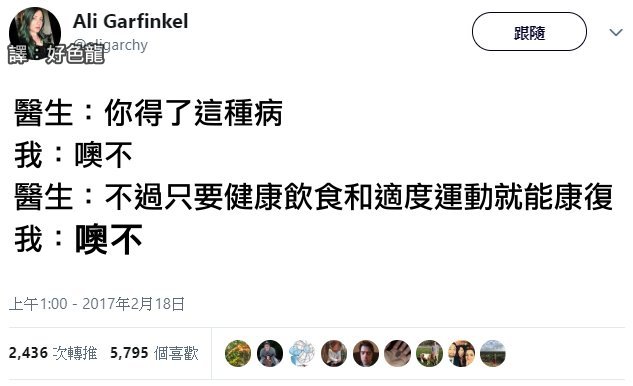 Ali Garfinkel
@oligarchy
譯：好色龍
跟隨
醫生：你得了這種病
我：噢不
醫生：不過只要健康飲食和適度運動就能康復
我：噢不
上午1:00 - 2017年2月18日
2,436 次轉推 5,795 個喜歡